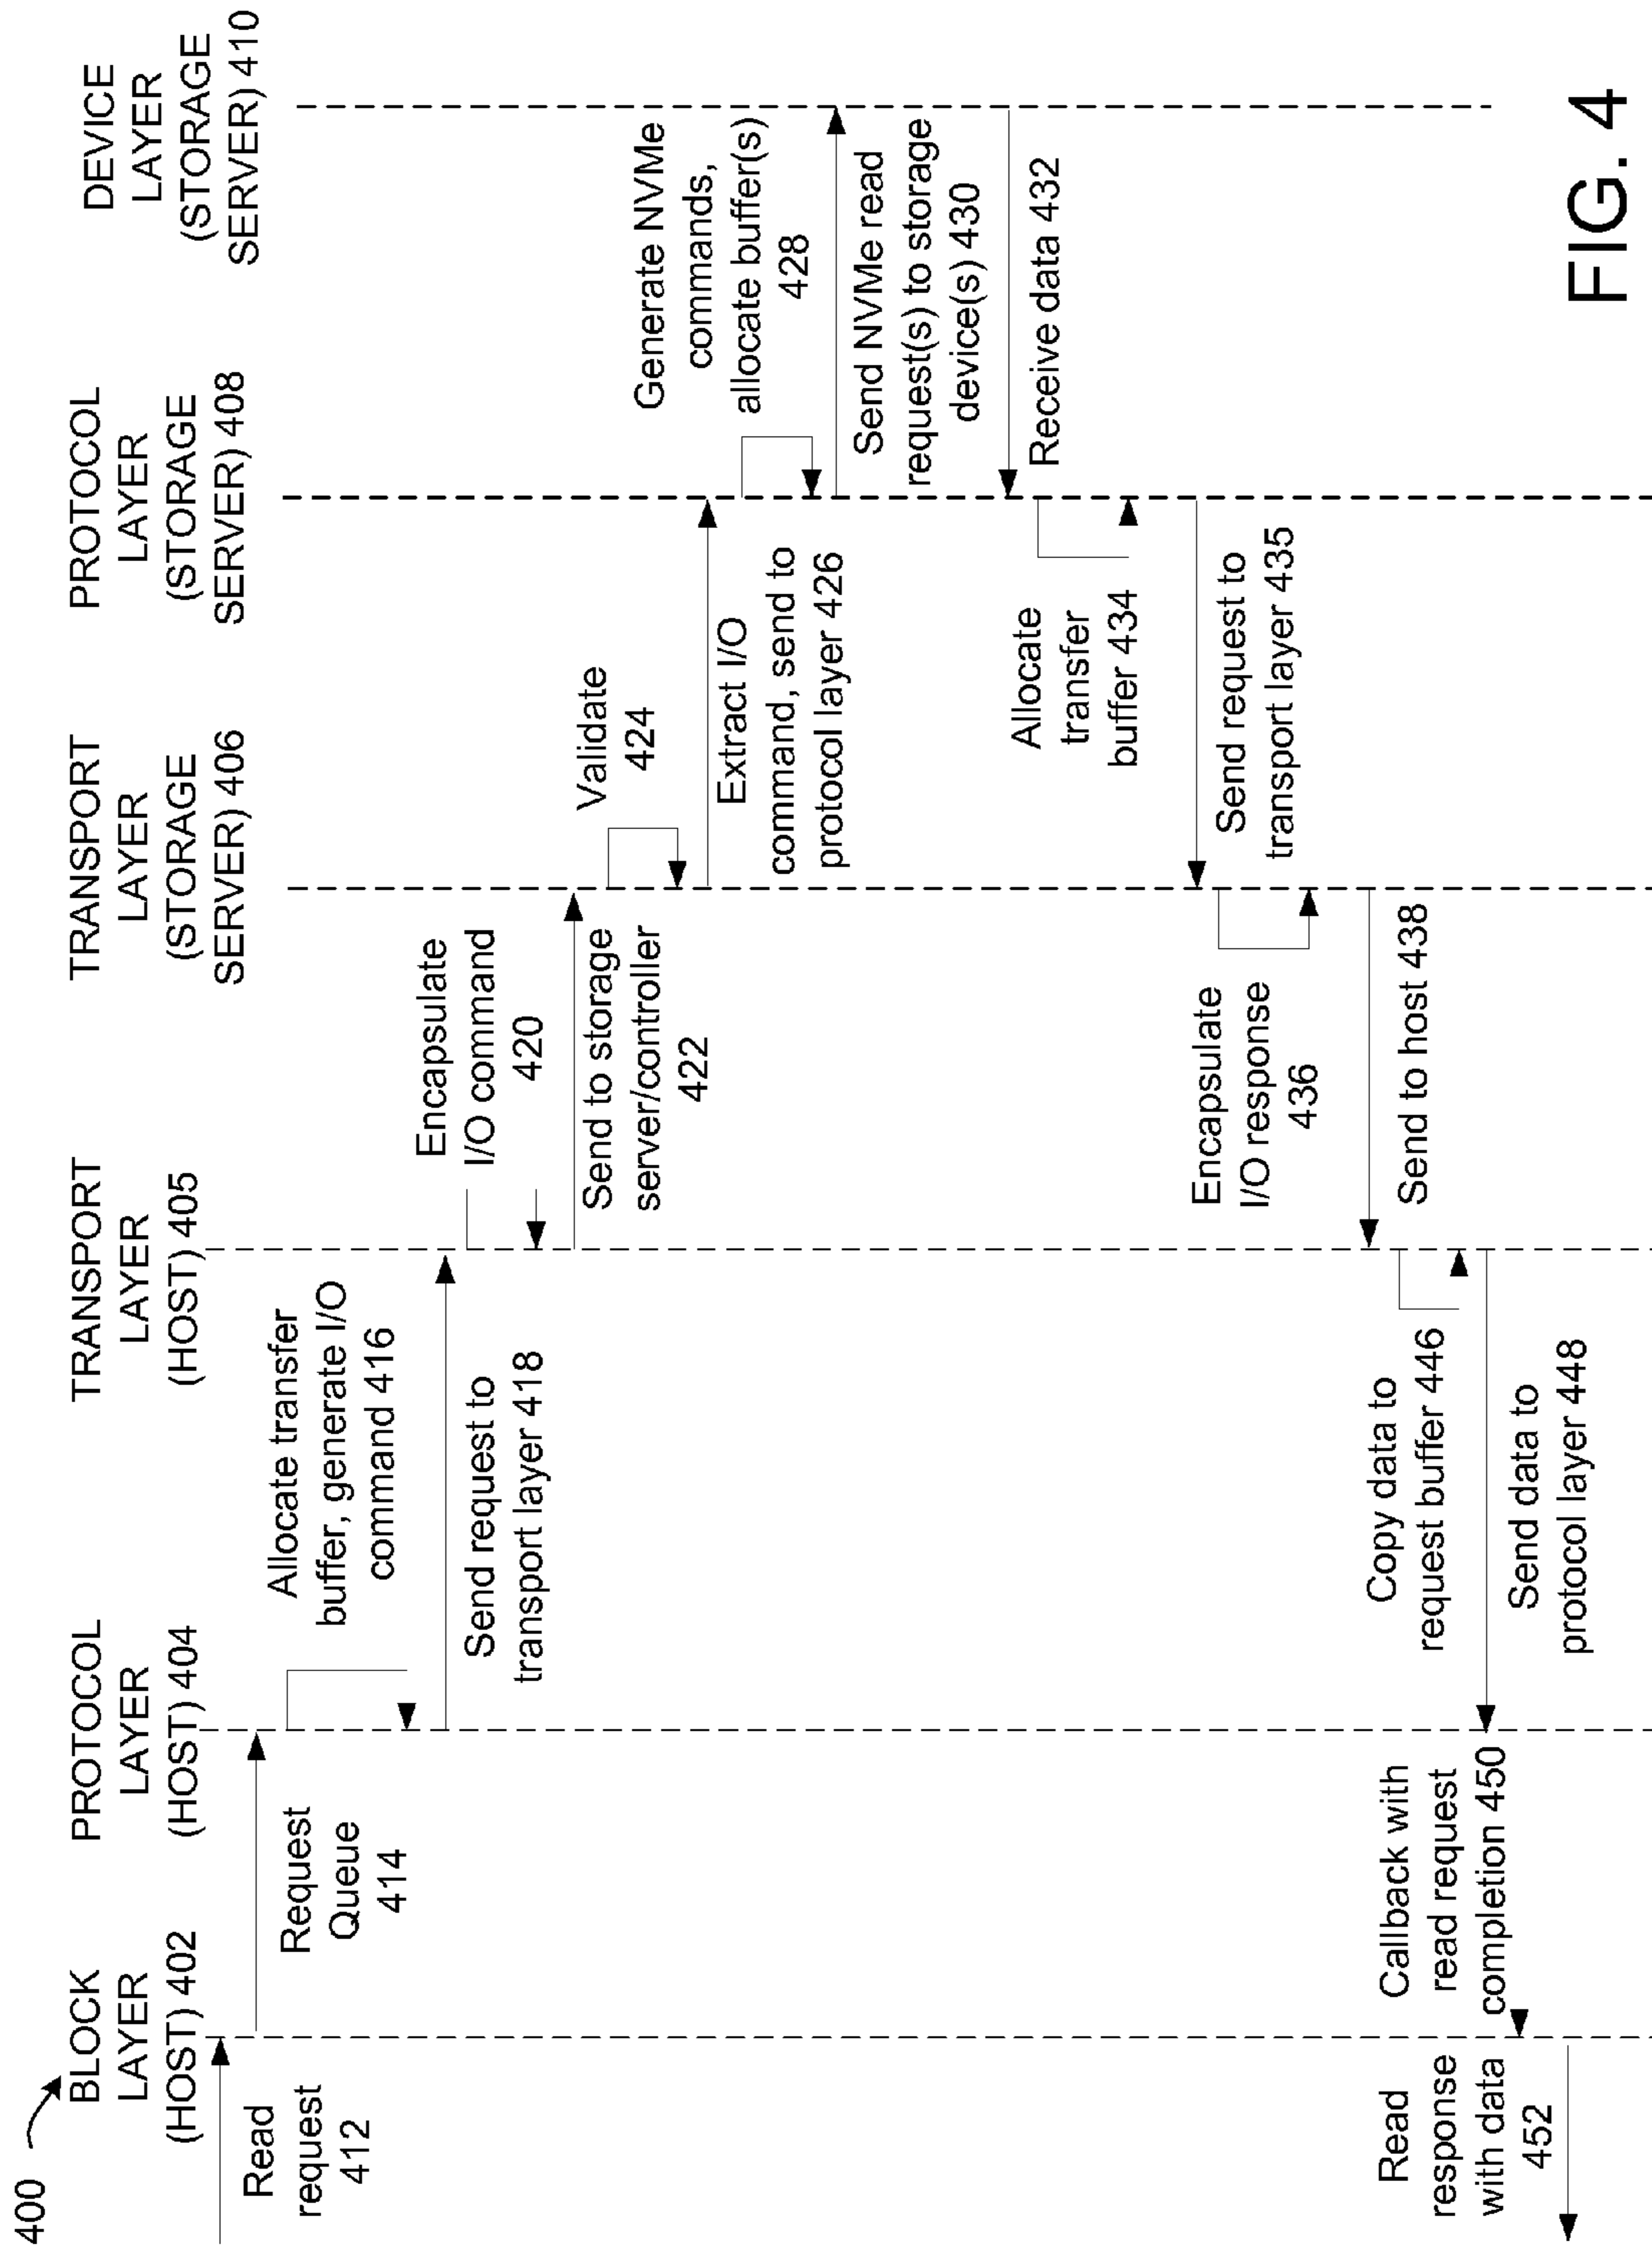 400
BLOCK
LAYER
(HOST) 402
PROTOCOL
LAYER
(HOST) 404
TRANSPORT
LAYER
(HOST) 405
TRANSPORT
LAYER
(STORAGE
SERVER) 406
PROTOCOL
LAYER
(STORAGE
SERVER) 408
DEVICE
LAYER
(STORAGE
SERVER) 410
Read
request
412
Request
Queue
414
Allocate transfer
buffer, generate I/O
command 416
Send request to
transport layer 418
Encapsulate
I/O command
420
Send to storage
server/controller
422
Validate
424
Extract I/O
command, send to
protocol layer 426
Generate NVMe
commands,
allocate buffer(s)
428
Send NVMe read
request(s) to storage
device(s) 430
Receive data 432
Allocate
transfer
buffer 434
Send request to
transport layer 435
Encapsulate
I/O response
436
Send to host 438
Copy data to
request buffer 446
Send data to
protocol layer 448
Callback with
read request
completion 450
Read
response
with data
452
FIG. 4